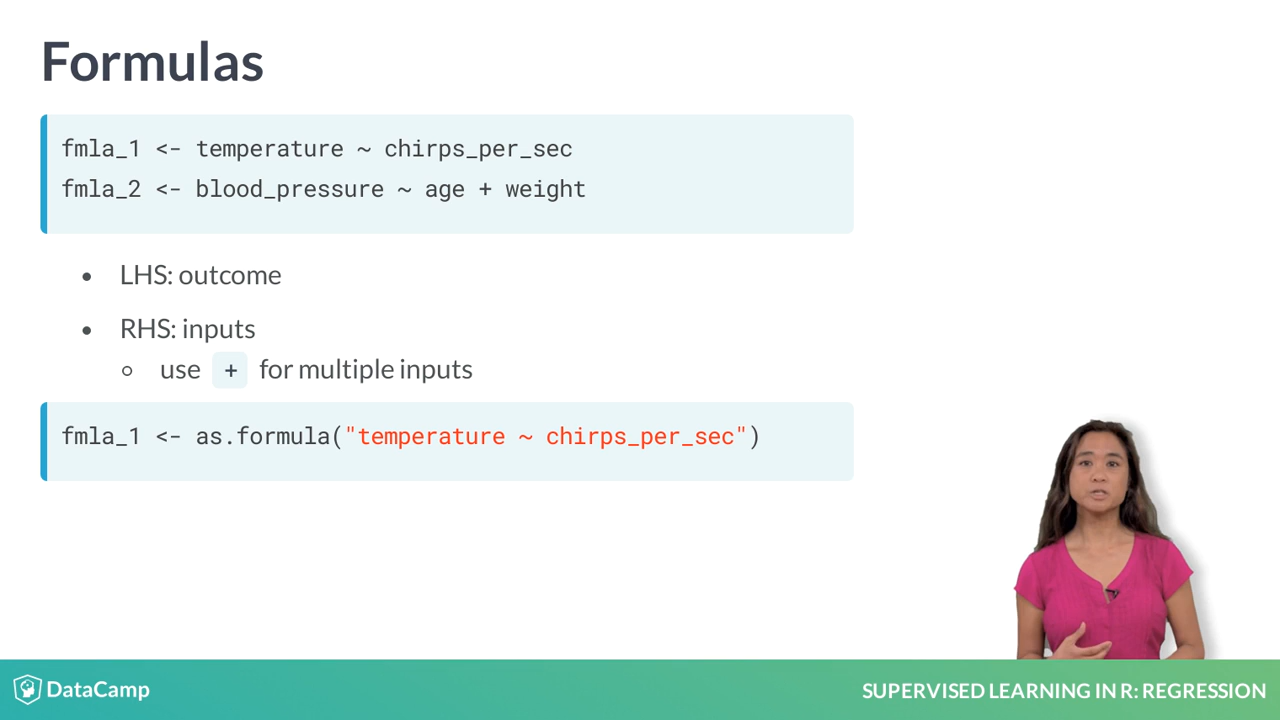 Formulas
fmla_1 <- temperature ~ chirps_per_sec
fmla_2 <- blood_pressure ~ age + weight
• LHS: outcome
• RHS: inputs
○ use + for multiple inputs
fmla_1 <- as.formula("temperature ~ chirps_per_sec")
DataCamp
SUPERVISED LEARNING IN R: REGRESSION